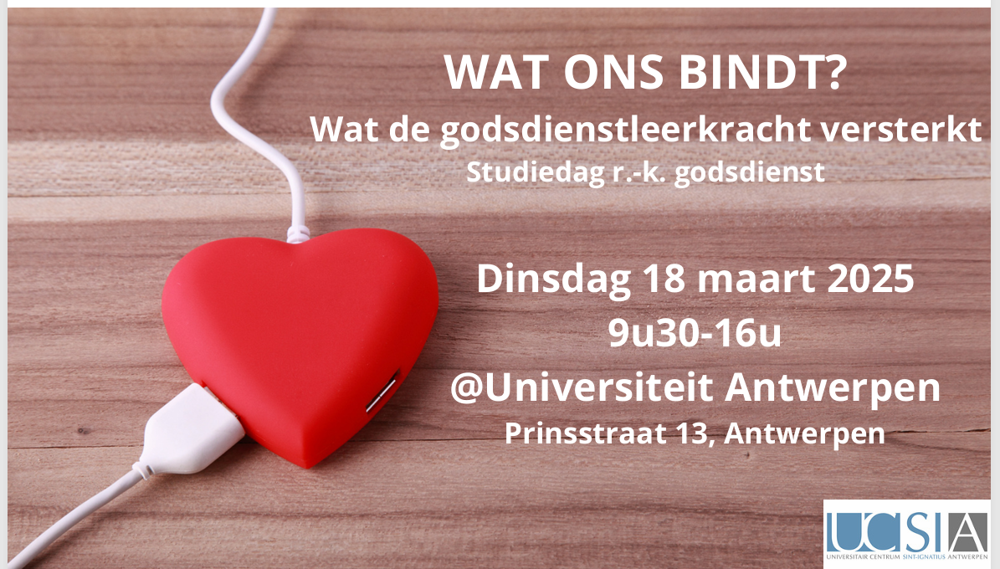 WAT ONS BINDT?
Wat de godsdienstleerkracht versterkt
Studiedag r.-k. godsdienst
Dinsdag 18 maart 2025
9u30-16u
@Universiteit Antwerpen
Prinsstraat 13, Antwerpen
UCSIA
UNIVERSITAIR CENTRUM SINT-IGNATIUS ANTWERPEN